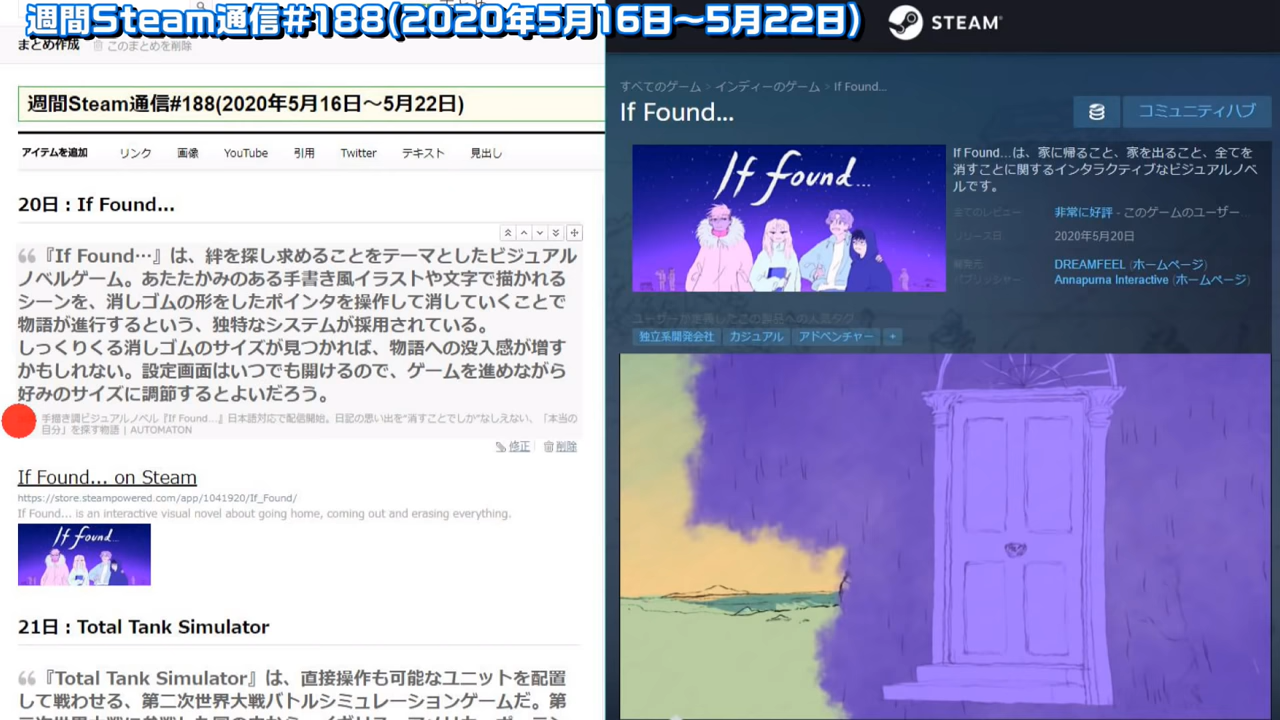 週間Steam通信#188(2020年5月16日～5月22日)
まとめ作成 このまとめを削除
週間Steam通信#188(2020年5月16日～5月22日)
アイテムを追加 リンク 画像 YouTube 引用 Twitter テキスト 見出し
20日：If Found...
『If Found…』は、絆を探し求めることをテーマとしたビジュアル
ノベルゲーム。あたたかみのある手書き風イラストや文字で描かれる
シーンを、消しゴムの形をしたポインタを操作して消していくことで
物語が進行するという、独特なシステムが採用されている。
しっくりくる消しゴムのサイズが見つかれば、物語への没入感が増す
かもしれない。設定画面はいつでも開けるので、ゲームを進めながら
好みのサイズに調節するとよいだろう。
手描き調ビジュアルノベル『If Found...』日本語対応で配信開始。日記の思い出を“消すことでしか”なしえない、「本当の
自分」を探す物語 | AUTOMATON
修正 削除
If Found... on Steam
https://store.steampowered.com/app/1041920/If_Found/
If Found... is an interactive visual novel about going home, coming out and erasing everything.
If found...
21日：Total Tank Simulator
『Total Tank Simulator』は、直接操作も可能なユニットを配置
して戦わせる、第二次世界大戦バトルシミュレーションゲームだ。第
STEAM
すべてのゲーム > インディーのゲーム > If Found...
If Found...
コミュニティハブ
If found...
If Found...は、家に帰ること、家を出ること、全てを
消すことに関するインタラクティブなビジュアルノベ
ルです。
全てのレビュー 非常に好評 - このゲームのユーザー
リリース日 2020年5月20日
開発元 DREAMFEEL (ホームページ)
パブリッシャー Annapurna Interactive (ホームページ)
独立系開発会社 カジュアル アドベンチャー +